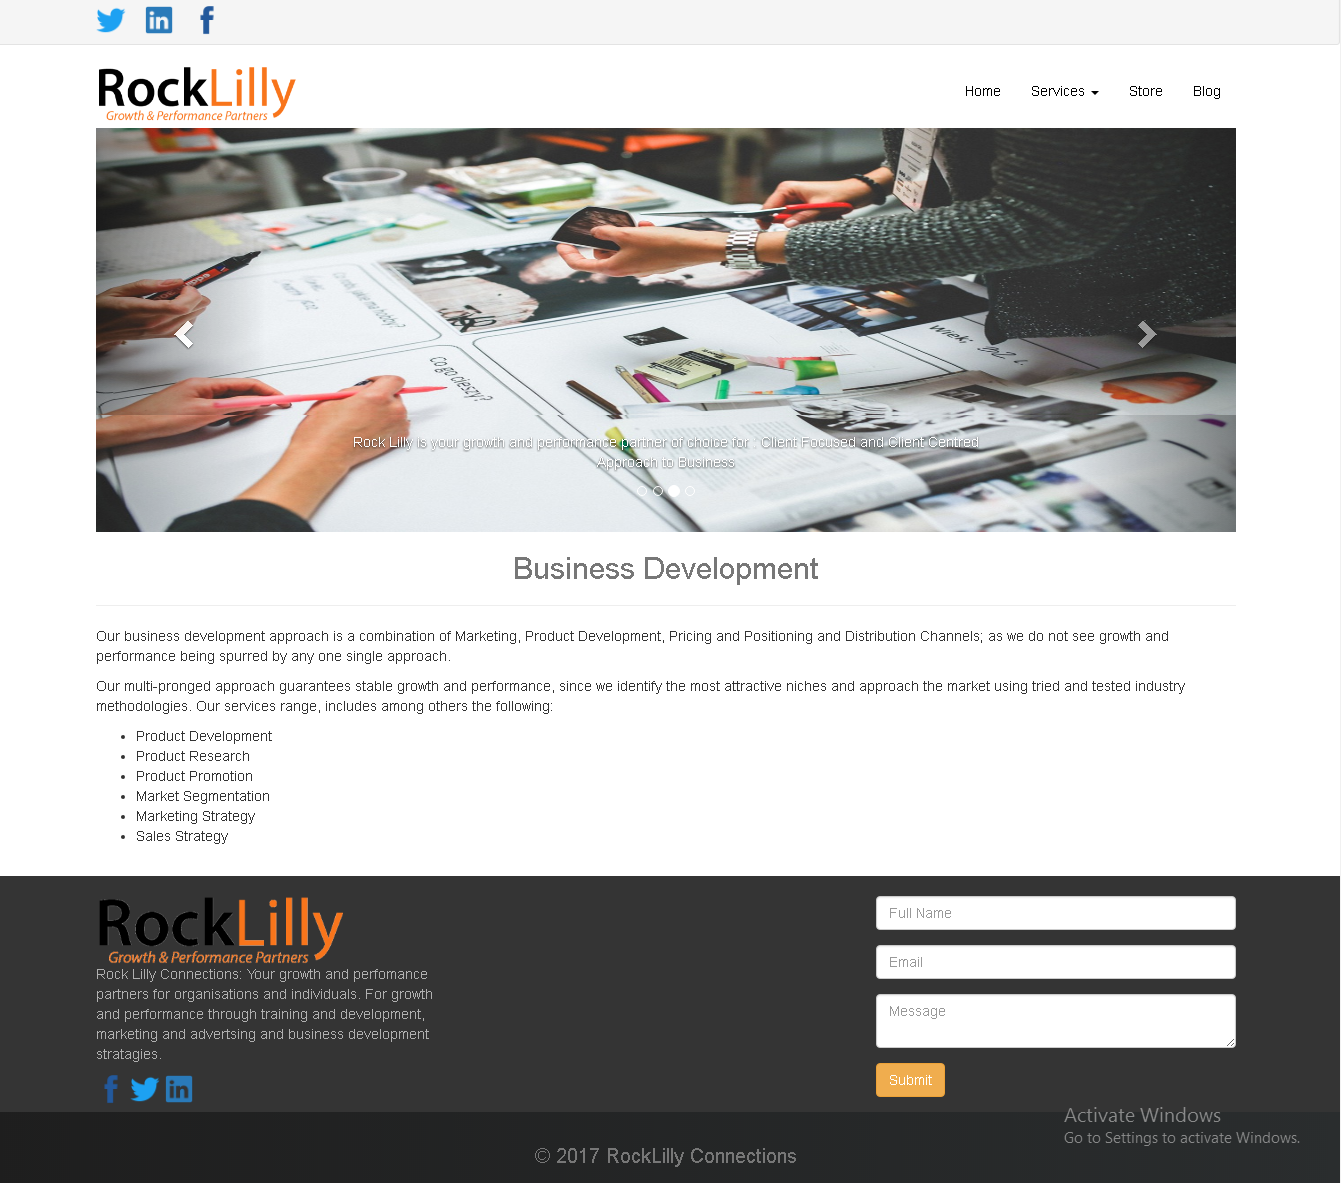 in f
RockLilly
Growth & Performance Partners
Home Services Store Blog
Co go cieszy?
Rock Lilly Is your growth and performance partner of choice for : Client Focused and Client Centred
Approach to Business
Business Development
Our business development approach is a combination of Marketing, Product Development, Pricing and Positioning and Distribution Channels; as we do not see growth and
performance being spurred by any one single approach.
Our multi-pronged approach guarantees stable growth and performance, since we identify the most attractive niches and approach the market using tried and tested industry
methodologies. Our services range, includes among others the following:
• Product Development
• Product Research
• Product Promotion
• Market Segmentation
• Marketing Strategy
• Sales Strategy
RockLilly
Growth & Performance Partners
Rock Lilly Connections: Your growth and perfomance
partners for organisations and individuals. For growth
and performance through training and development,
marketing and advertsing and business development
stratagies.
f in
Full Name
Email
Message
Submit
Activate Windows
Go to Settings to activate Windows.
© 2017 RockLilly Connections